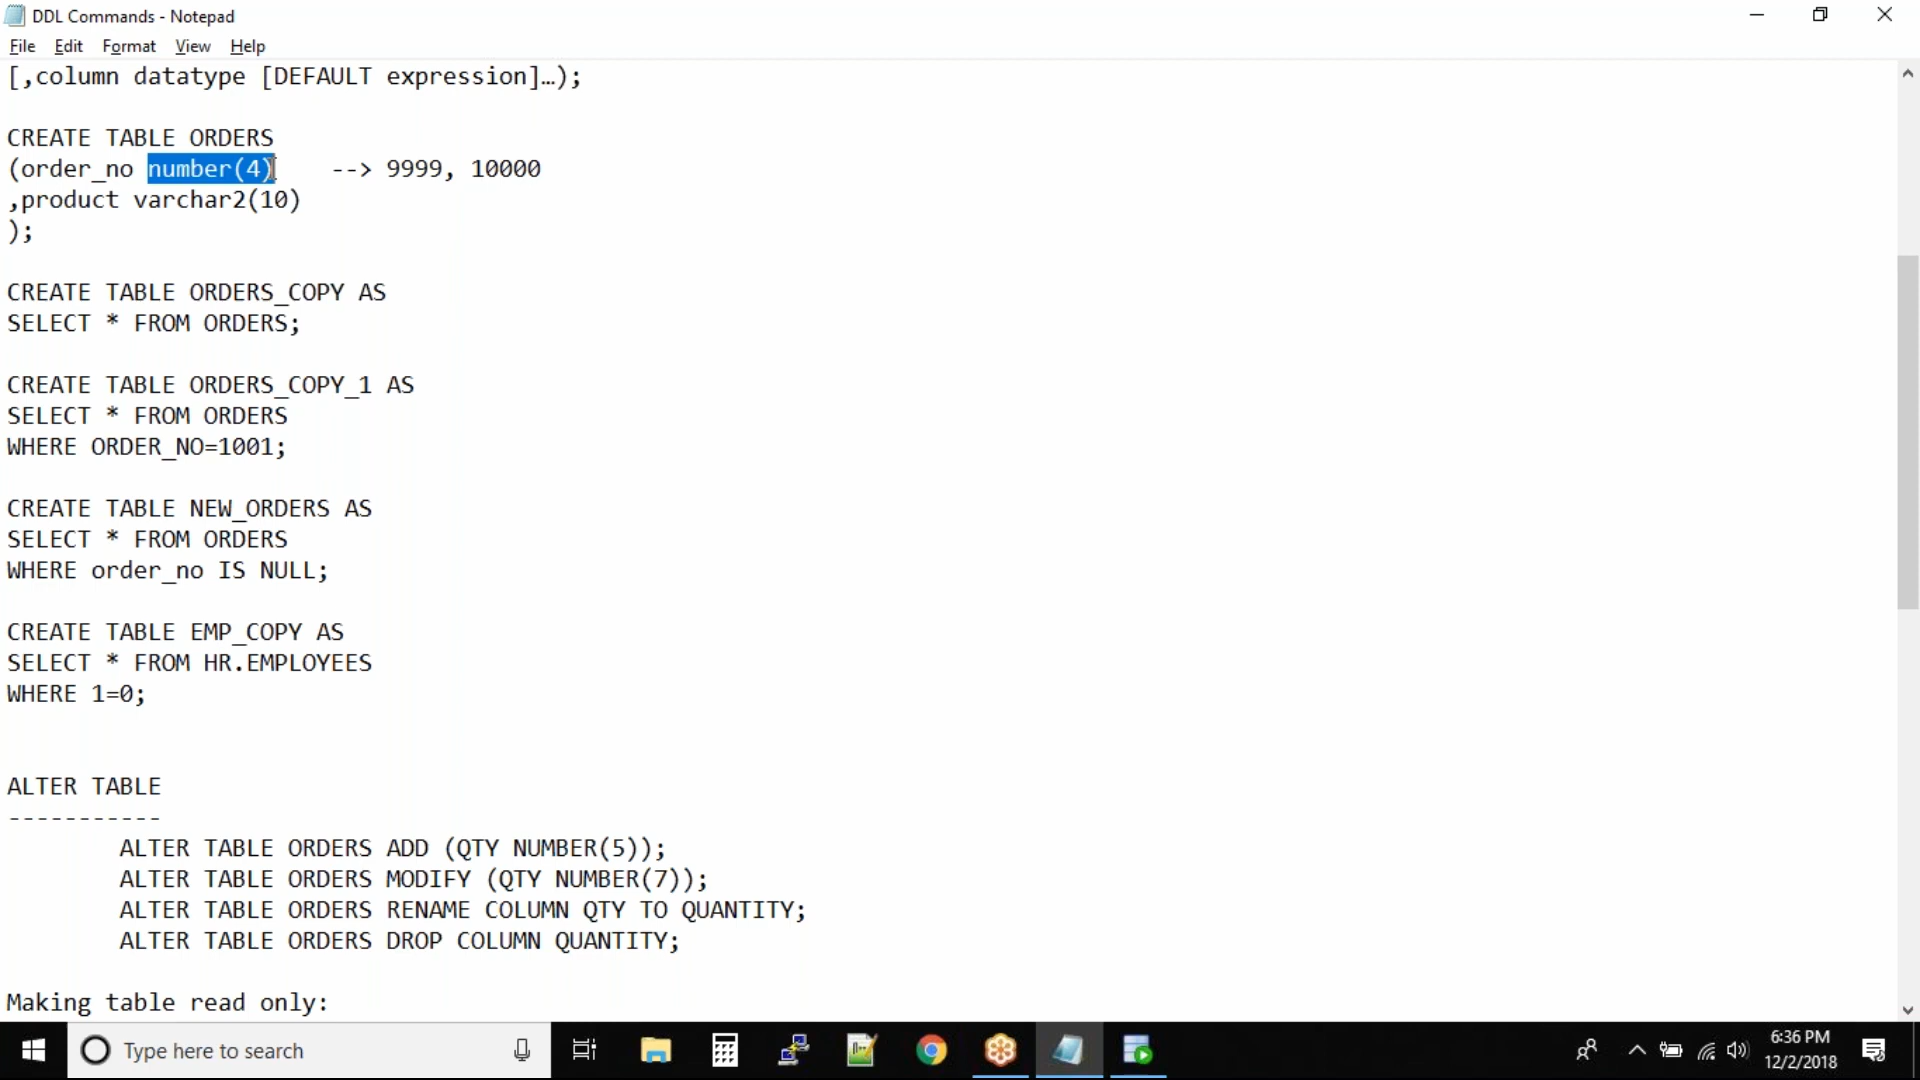 DDL Commands - Notepad
File Edit Format View Help
[,column datatype [DEFAULT expression]…);
CREATE TABLE ORDERS
(order_no number(4)    --> 9999, 10000
,product varchar2(10)
);
CREATE TABLE ORDERS_COPY AS
SELECT * FROM ORDERS;
CREATE TABLE ORDERS_COPY_1 AS
SELECT * FROM ORDERS
WHERE ORDER_NO=1001;
CREATE TABLE NEW_ORDERS AS
SELECT * FROM ORDERS
WHERE order_no IS NULL;
CREATE TABLE EMP_COPY AS
SELECT * FROM HR.EMPLOYEES
WHERE 1=0;
ALTER TABLE
-----------
ALTER TABLE ORDERS ADD (QTY NUMBER(5));
ALTER TABLE ORDERS MODIFY (QTY NUMBER(7));
ALTER TABLE ORDERS RENAME COLUMN QTY TO QUANTITY;
ALTER TABLE ORDERS DROP COLUMN QUANTITY;
Making table read only:
Type here to search
6:36 PM
12/2/2018